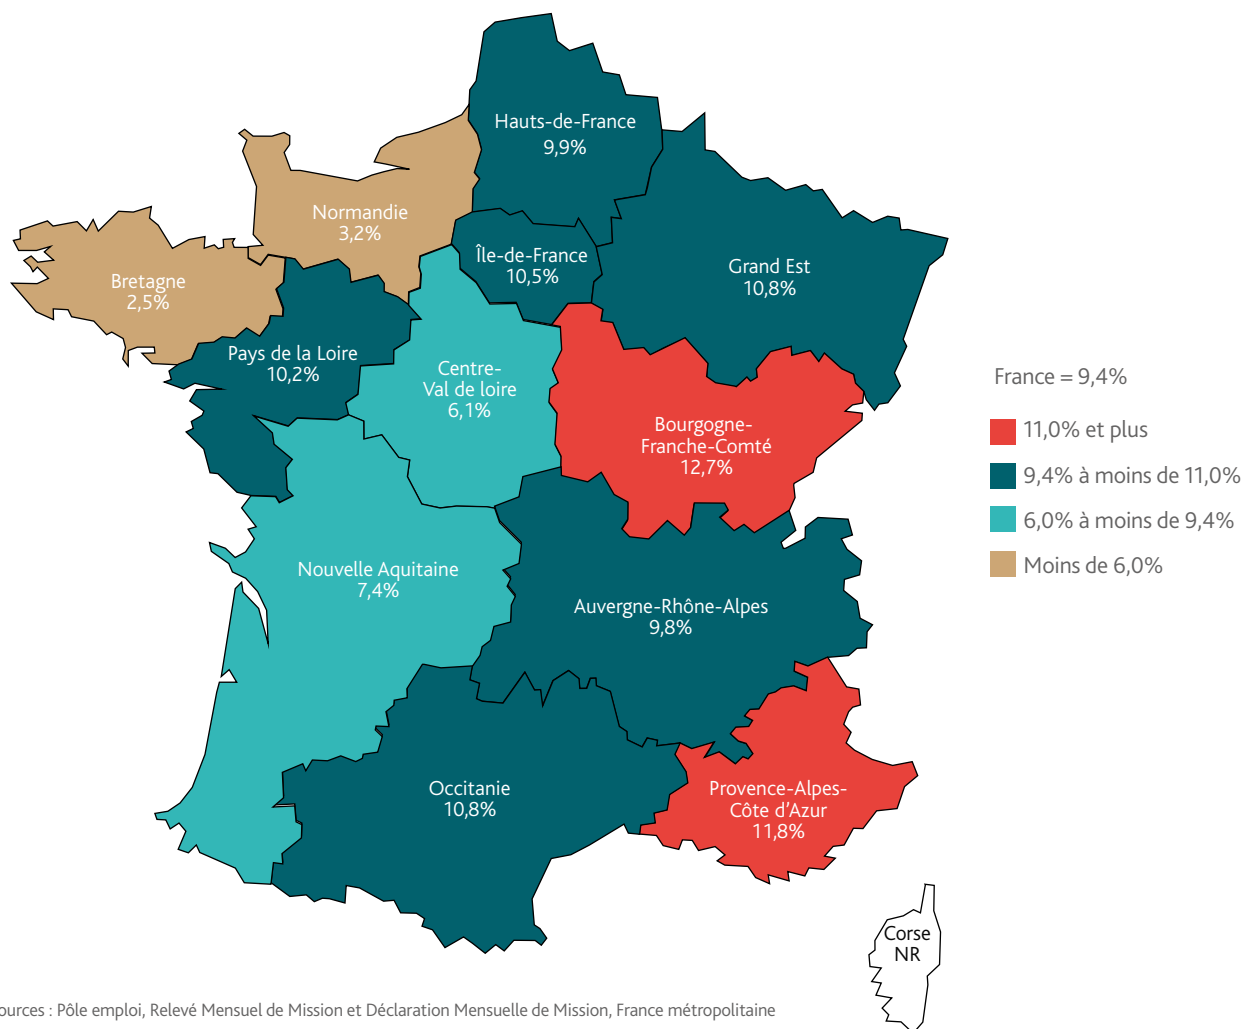 Hauts-de-France
9,9%
Normandie
3,2%
Île-de-France
10,5%
Grand Est
10,8%
Bretagne
2,5%
Pays de la Loire
10,2%
Centre-
Val de loire
6,1%
Bourgogne-
Franche-Comté
12,7%
Nouvelle Aquitaine
7,4%
Auvergne-Rhône-Alpes
9,8%
Occitanie
10,8%
Provence-Alpes-
Côte d’Azur
11,8%
Corse
NR
France = 9,4%
11,0% et plus
9,4% à moins de 11,0%
6,0% à moins de 9,4%
Moins de 6,0%
ources : Pôle emploi, Relevé Mensuel de Mission et Déclaration Mensuelle de Mission, France métropolitaine